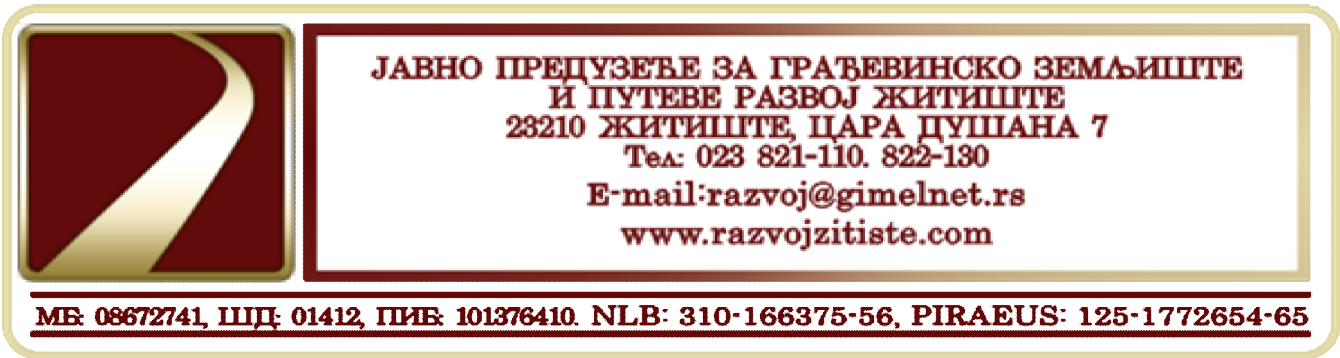 ЈАВНО ПРЕДУЗЕЋЕ ЗА ГРАЂЕВИНСКО ЗЕМЉИШТЕ
И ПУТЕВЕ РАЗВОЈ ЖИТИШТЕ
23210 ЖИТИШТЕ, ЦАРА ДУШАНА 7
Тел: 023 821-110. 822-130
E-mail:razvoj@gimelnet.rs
www.razvojzitiste.com
МБ: 08672741, ШД: 01412, ПИБ: 101376410. NLB: 310-166375-56, PIRAEUS: 125-1772654-65